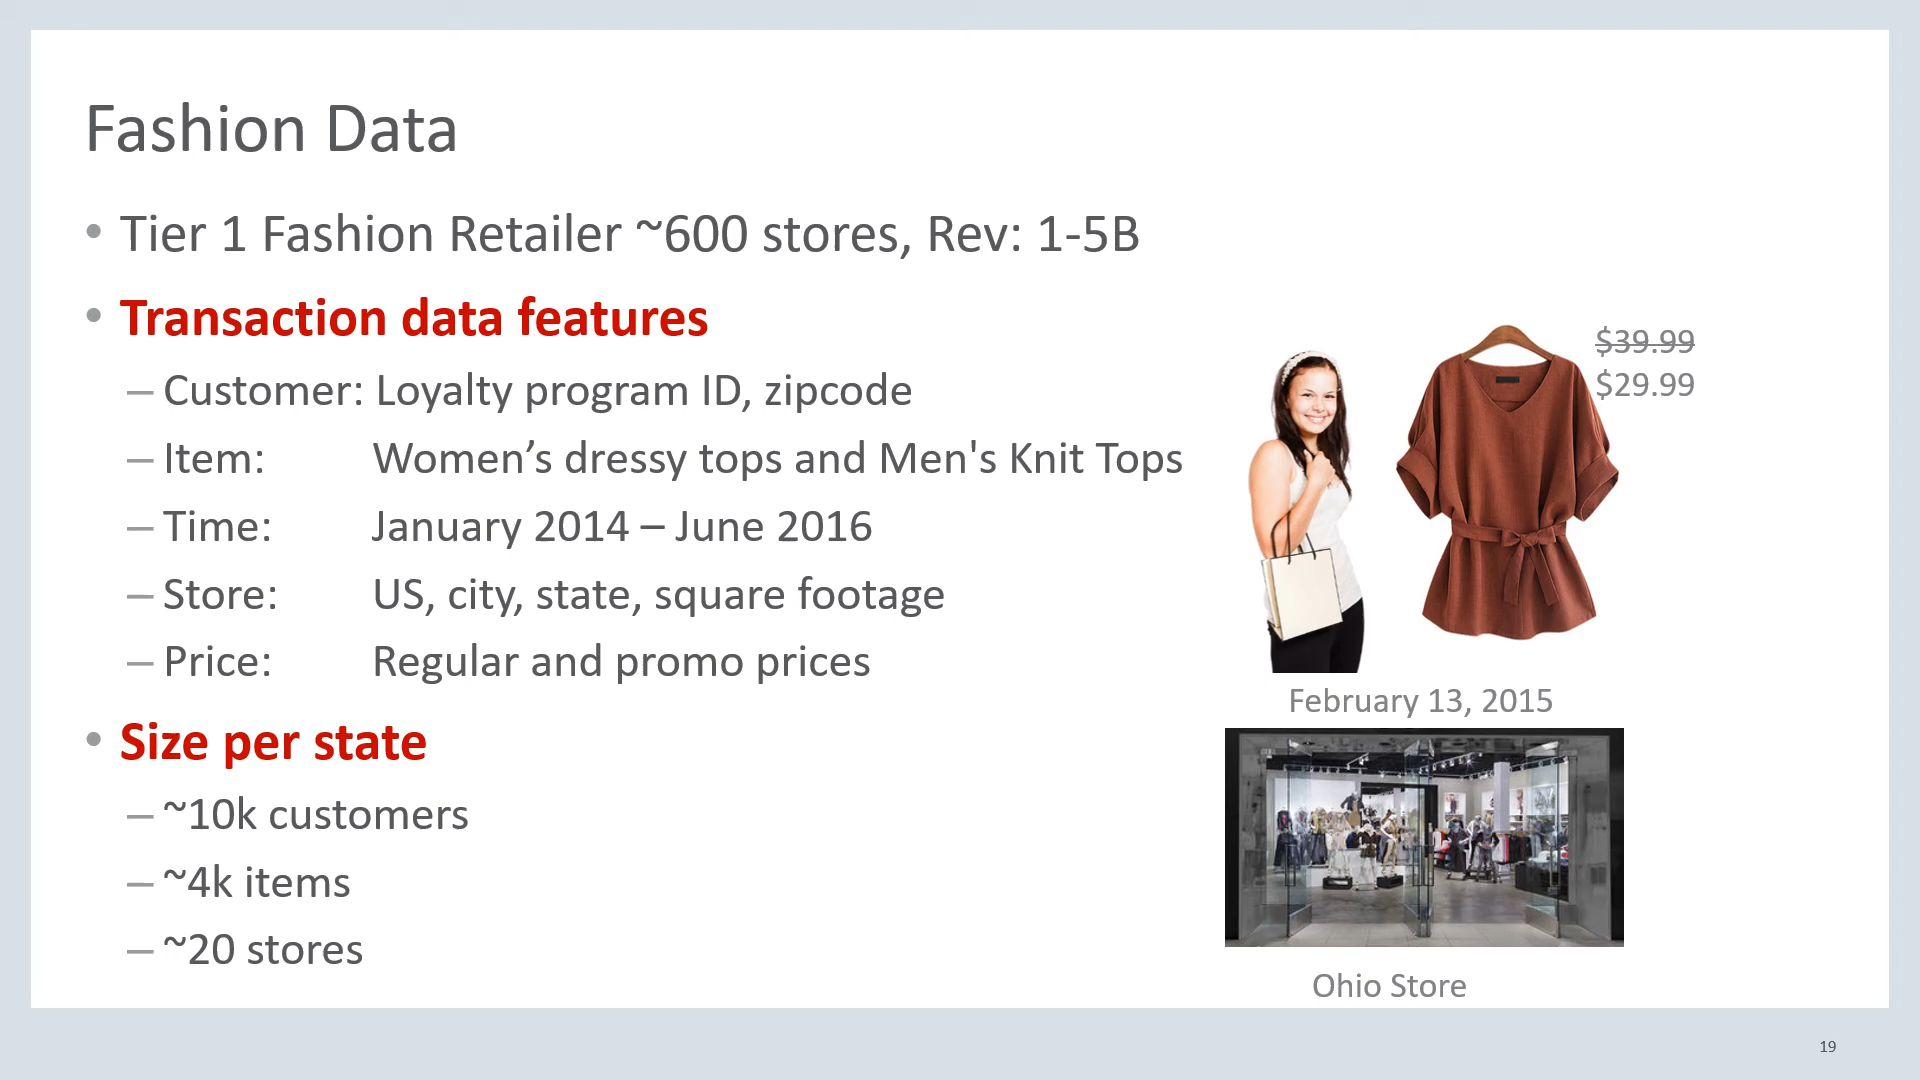 Fashion Data
• Tier 1 Fashion Retailer ~600 stores, Rev: 1-5B
• Transaction data features
– Customer: Loyalty program ID, zipcode
– Item: Women’s dressy tops and Men's Knit Tops
– Time: January 2014 – June 2016
– Store: US, city, state, square footage
– Price: Regular and promo prices
• Size per state
– ~10k customers
– ~4k items
– ~20 stores
$39.99
$29.99
February 13, 2015
Ohio Store
19